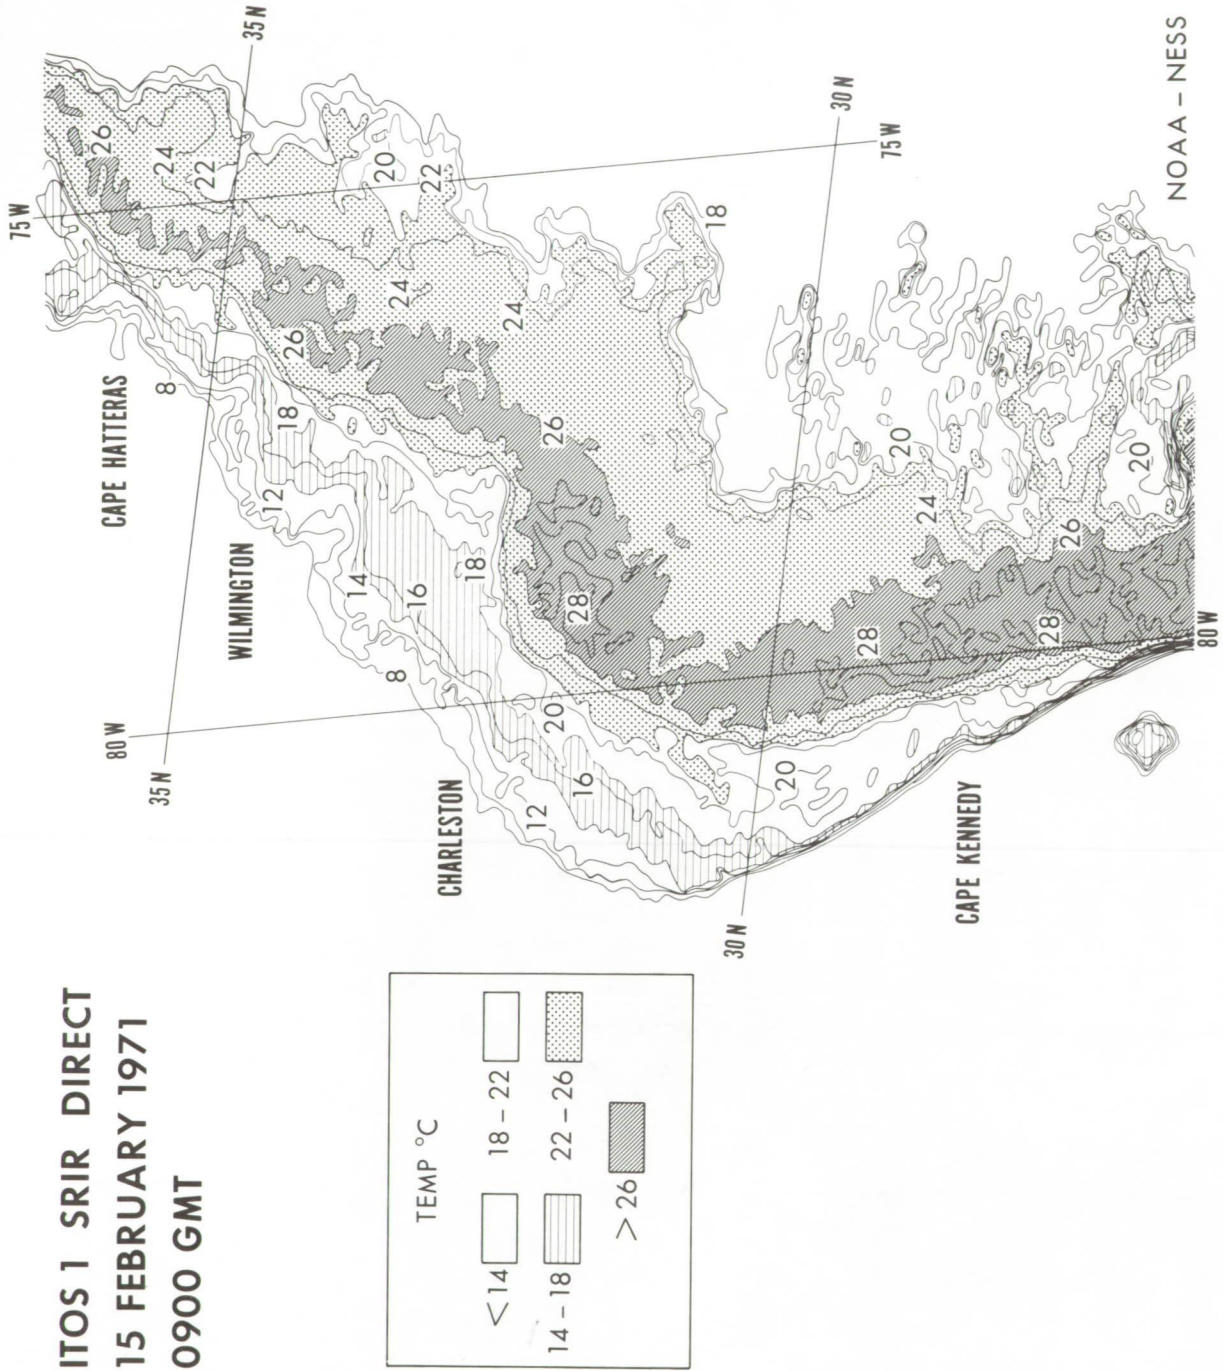 ITOS 1 SRIR DIRECT
15 FEBRUARY 1971
0900 GMT
TEMP °C
<14
18 – 22
14 – 18
22 – 26
> 26
75 W
35 N
CAPE HATTERAS
26
24
22
20
22
8
18
26
24
24
18
12
WILMINGTON
14
16
18
26
28
8
80 W
35 N
30 N
75 W
CHARLESTON
20
16
12
20
20
24
20
26
28
28
80 W
30 N
CAPE KENNEDY
NOAA – NESS